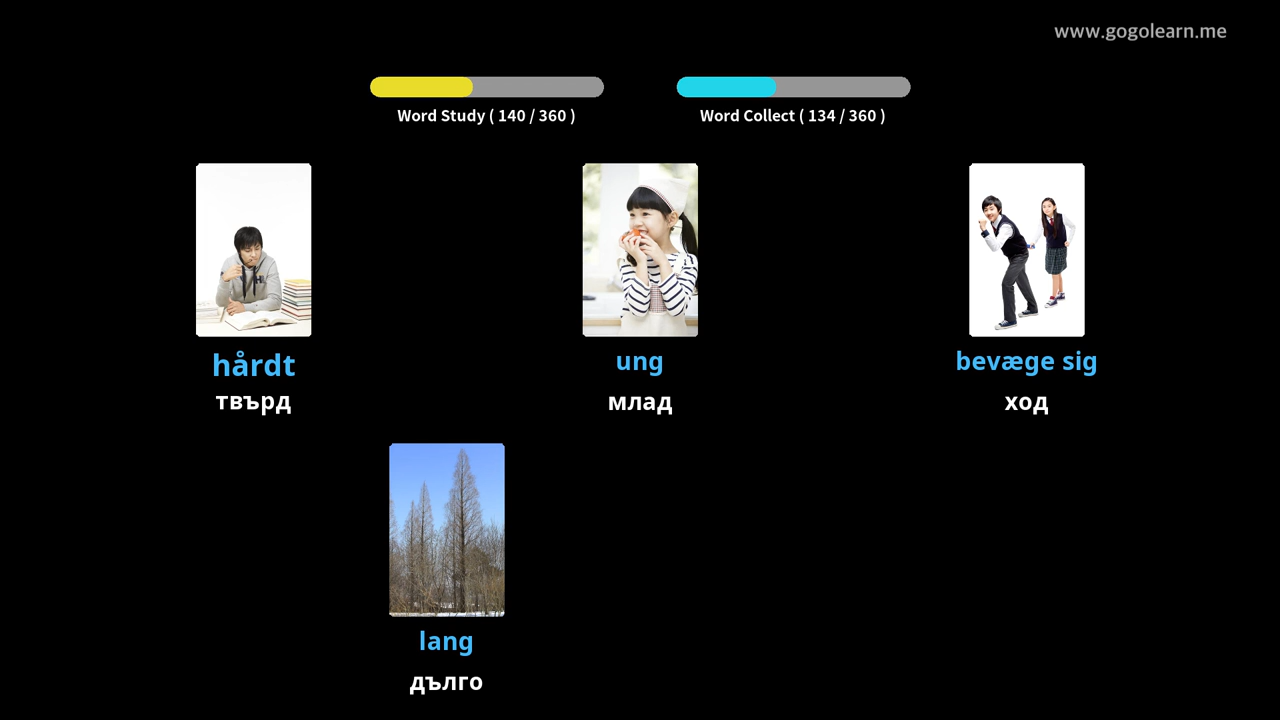 www.gogolearn.me
Word Study ( 140 / 360 )
Word Collect ( 134 / 360 )
hårdt
ung
bevæge sig
твърд
млад
ход
lang
дълго